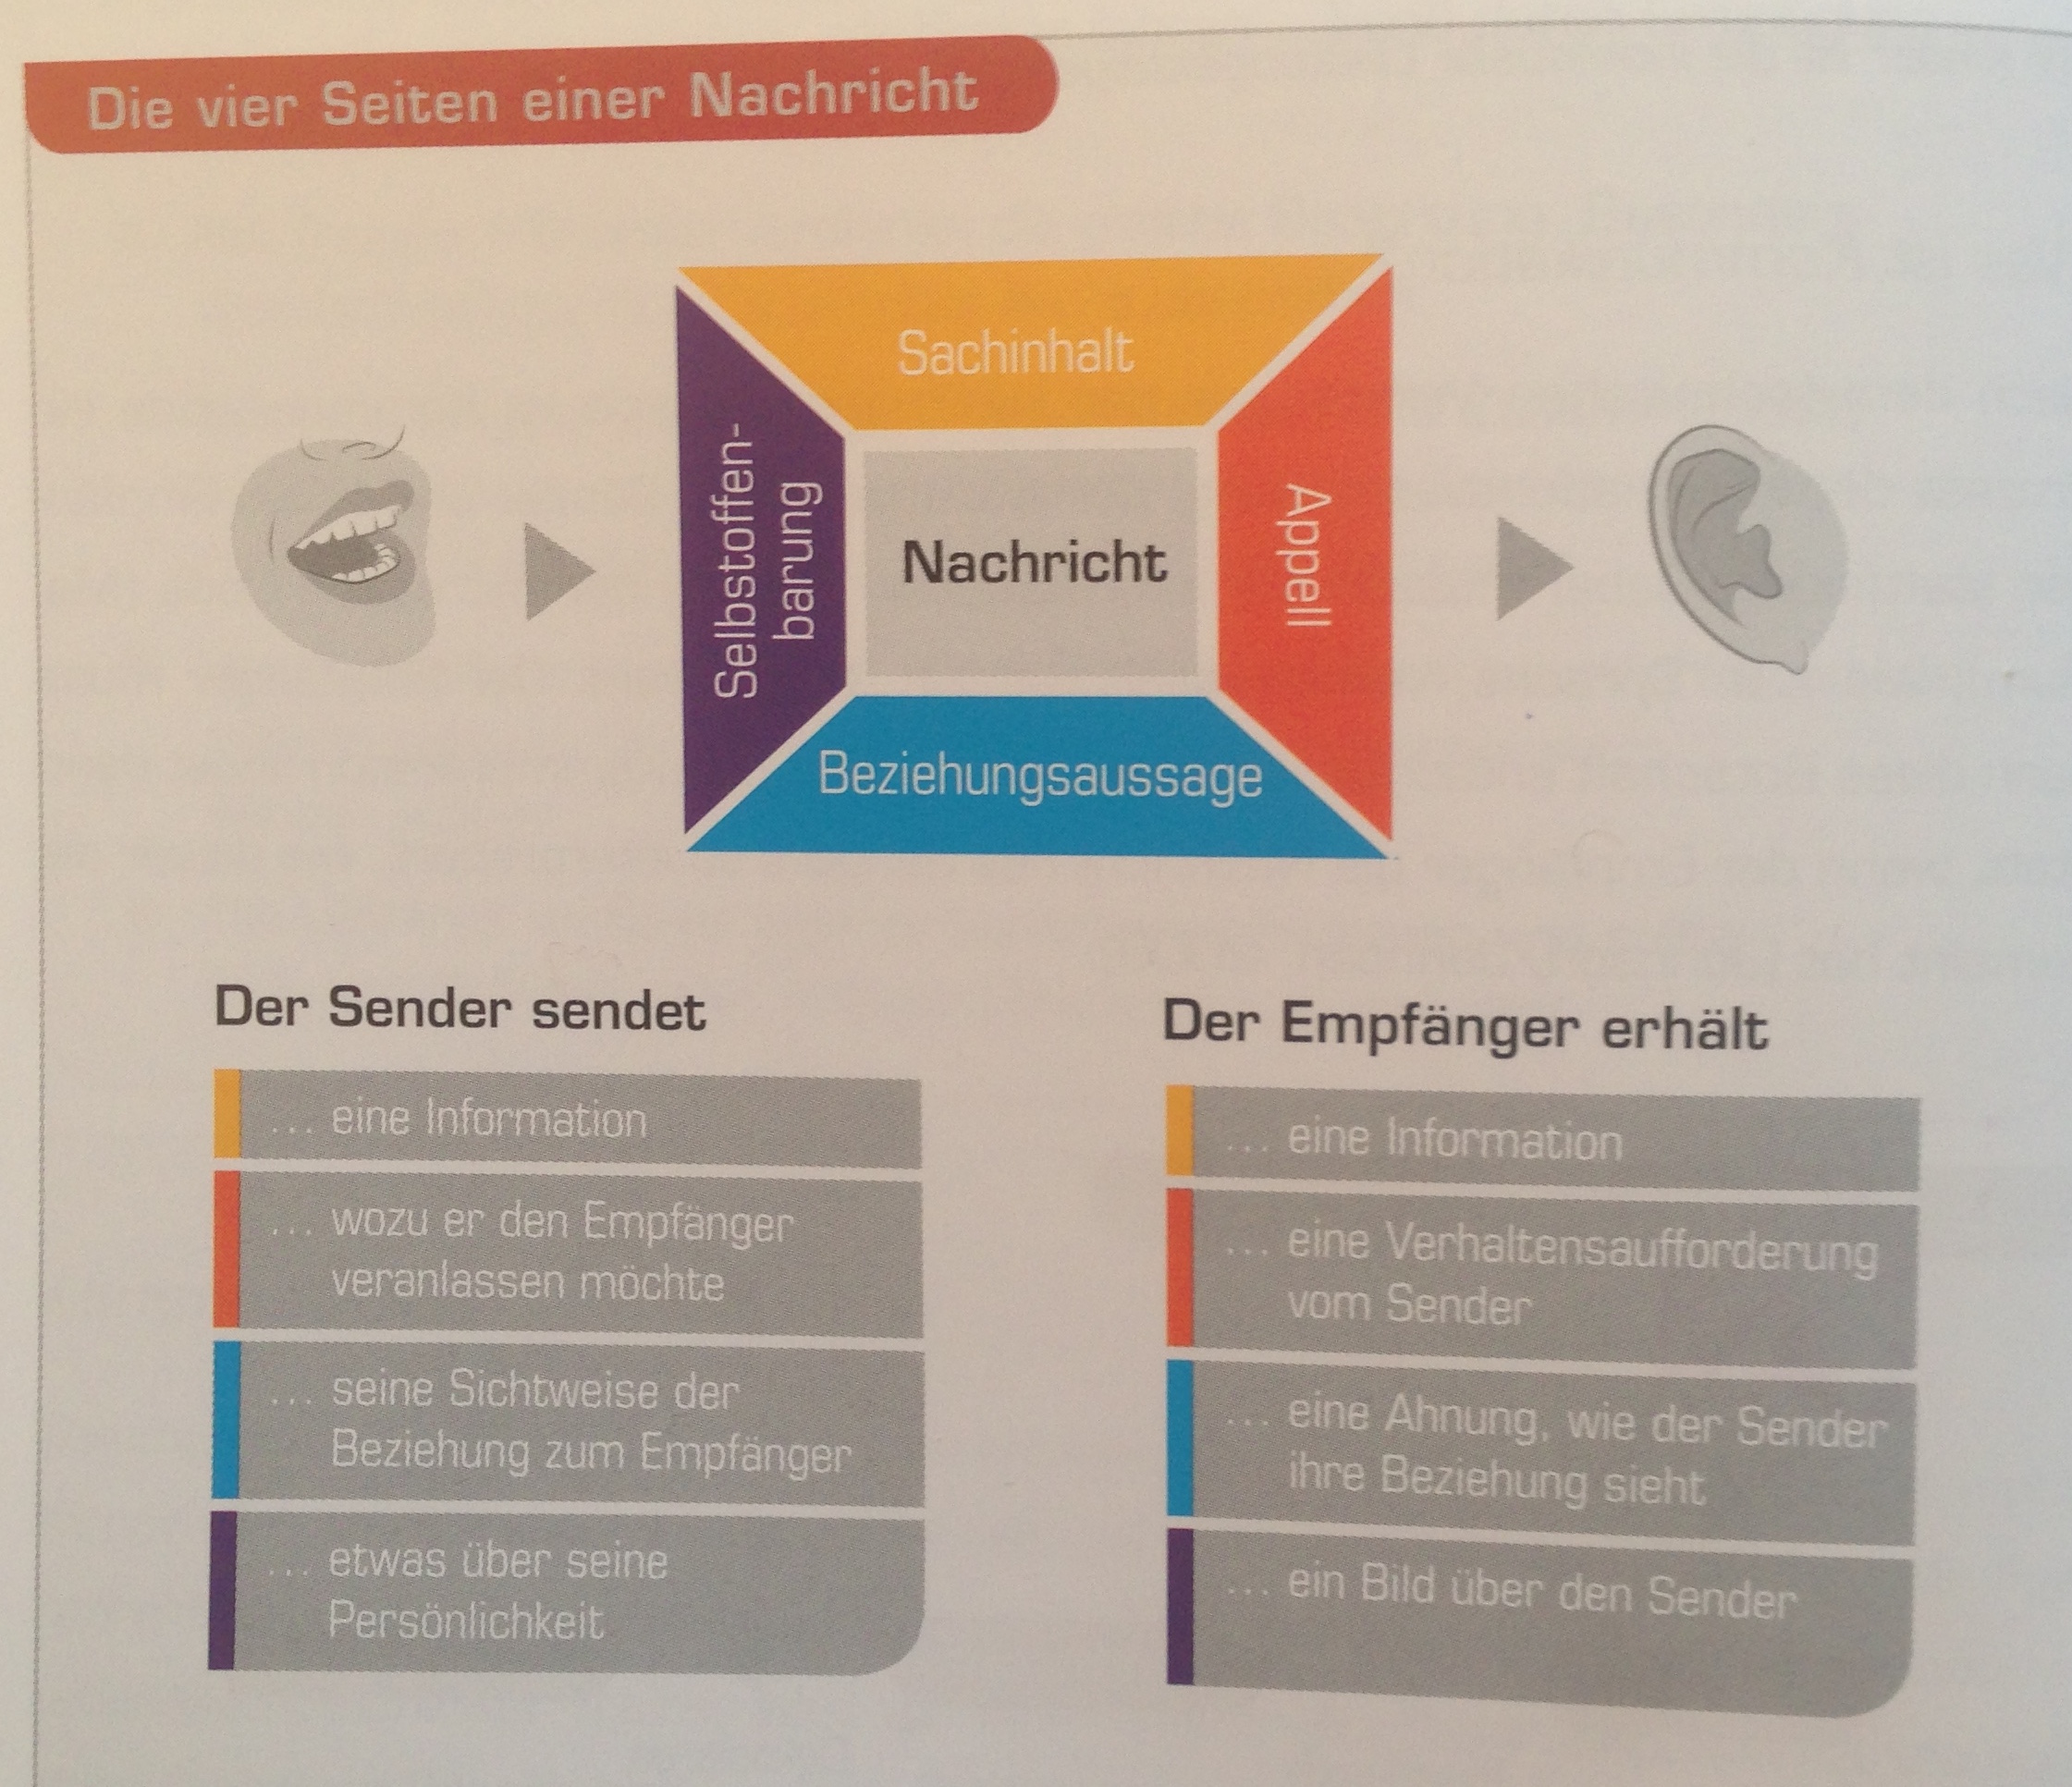 Die vier Seiten einer Nachricht
Sachinhalt
Selbstoffen-
barung
Nachricht
Appell
Beziehungsaussage
Der Sender sendet
... eine Information
... wozu er den Empfänger
veranlassen möchte
... seine Sichtweise der
Beziehung zum Empfänger
... etwas über seine
Persönlichkeit
Der Empfänger erhält
... eine Information
... eine Verhaltensaufforderung
vom Sender
... eine Ahnung, wie der Sender
ihre Beziehung sieht
... ein Bild über den Sender